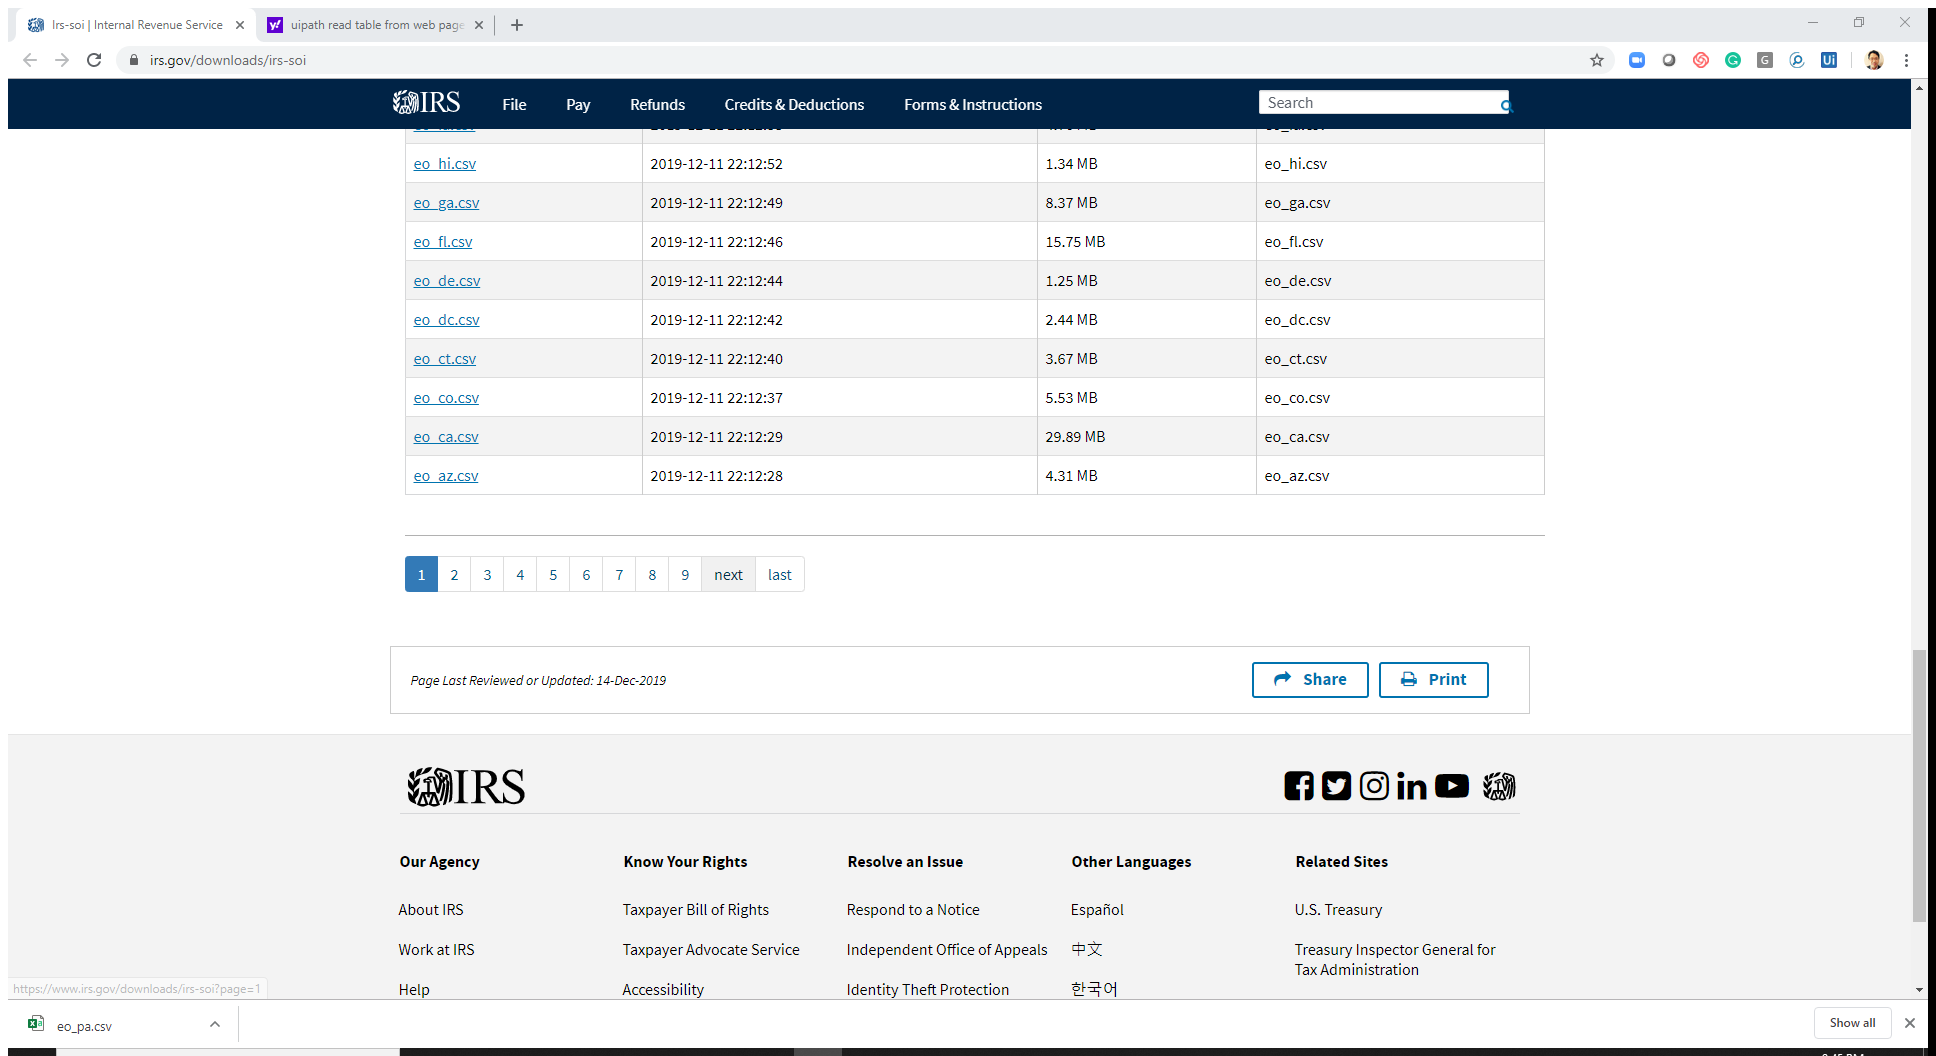 Irs-soi | Internal Revenue Service
uipath read table from web page
irs.gov/downloads/irs-soi
IRS File Pay Refunds Credits & Deductions Forms & Instructions Search
eo_hi.csv 2019-12-11 22:12:52 1.34 MB eo_hi.csv
eo_ga.csv 2019-12-11 22:12:49 8.37 MB eo_ga.csv
eo_fl.csv 2019-12-11 22:12:46 15.75 MB eo_fl.csv
eo_de.csv 2019-12-11 22:12:44 1.25 MB eo_de.csv
eo_dc.csv 2019-12-11 22:12:42 2.44 MB eo_dc.csv
eo_ct.csv 2019-12-11 22:12:40 3.67 MB eo_ct.csv
eo_co.csv 2019-12-11 22:12:37 5.53 MB eo_co.csv
eo_ca.csv 2019-12-11 22:12:29 29.89 MB eo_ca.csv
eo_az.csv 2019-12-11 22:12:28 4.31 MB eo_az.csv
1 2 3 4 5 6 7 8 9 next last
Page Last Reviewed or Updated: 14-Dec-2019 Share Print
IRS
Our Agency Know Your Rights Resolve an Issue Other Languages Related Sites
About IRS Taxpayer Bill of Rights Respond to a Notice Español U.S. Treasury
Work at IRS Taxpayer Advocate Service Independent Office of Appeals 中文 Treasury Inspector General for
Tax Administration
Help Accessibility Identity Theft Protection 한국어
https://www.irs.gov/downloads/irs-soi?page=1
eo_pa.csv Show all